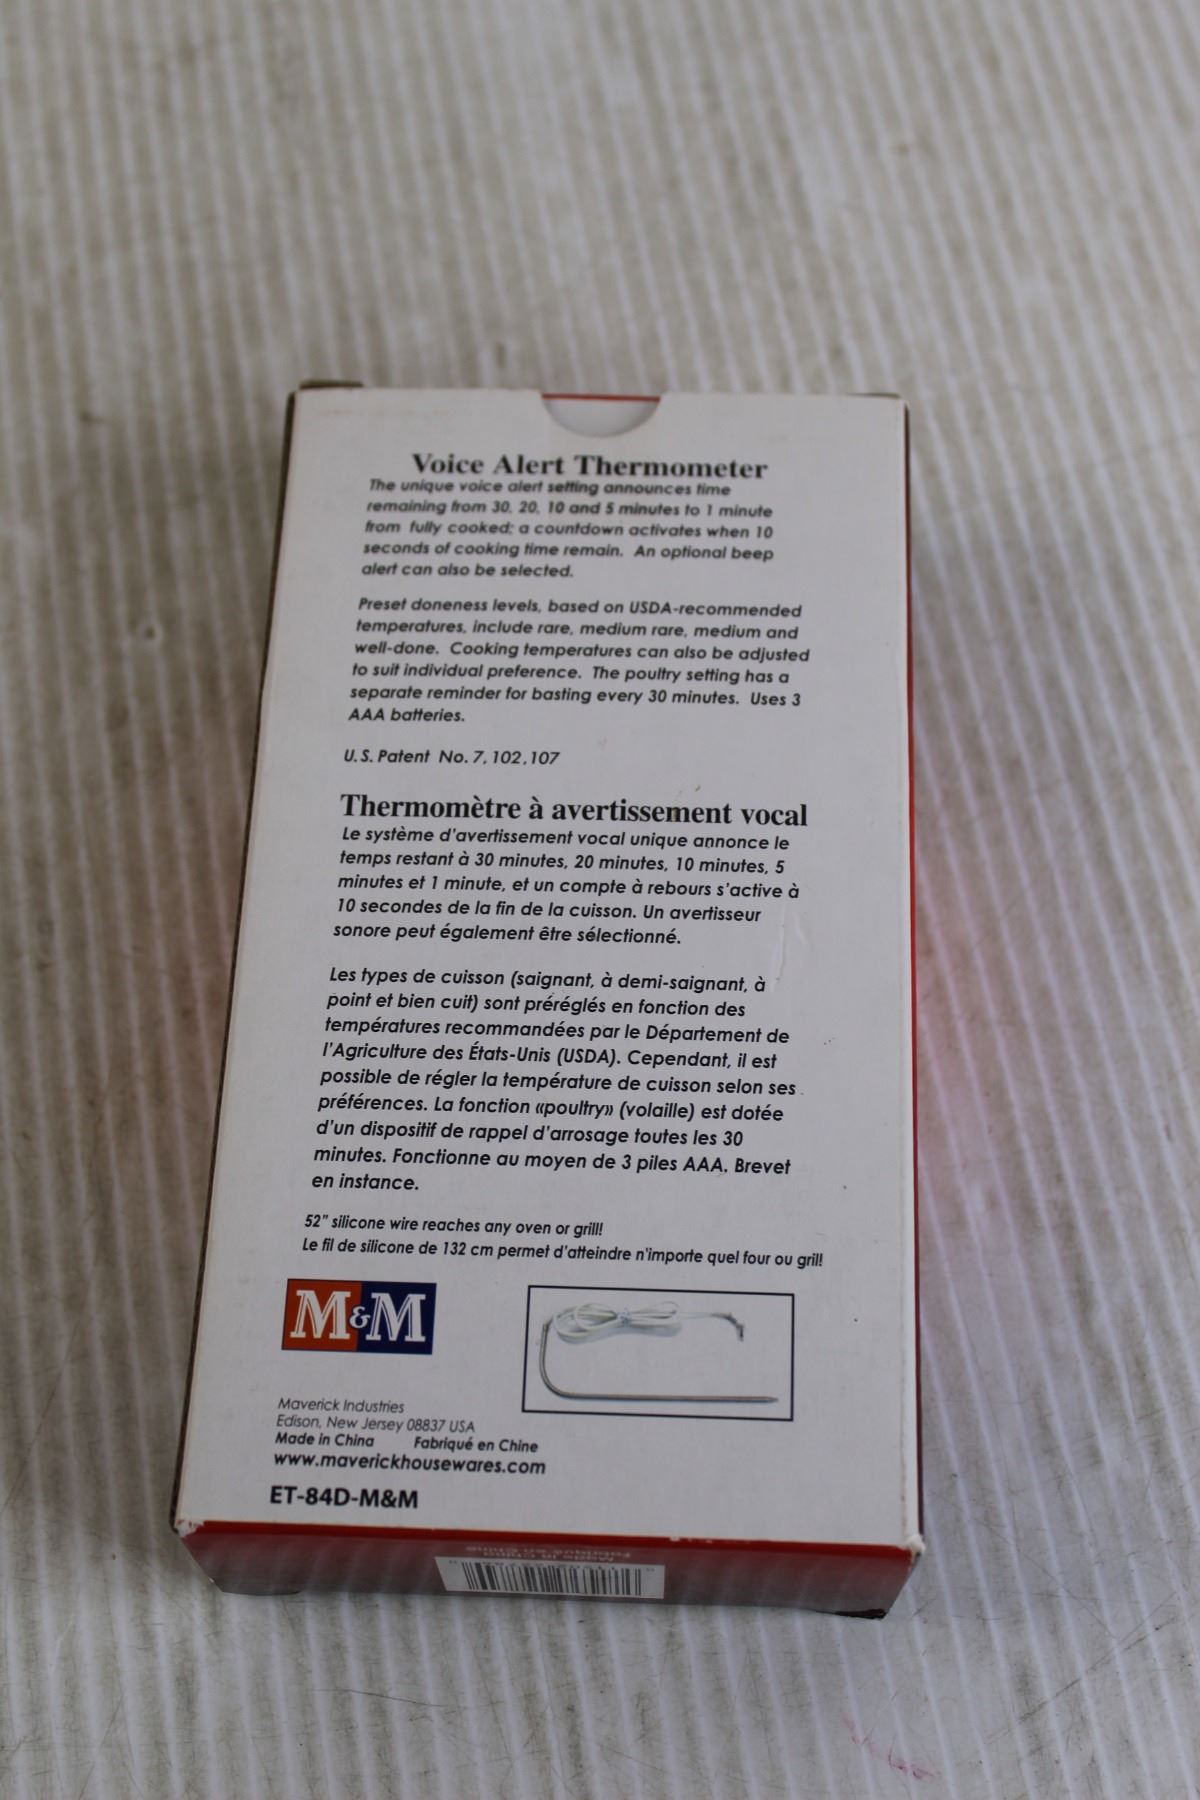 Voice Alert Thermometer
The unique voice alert setting announces time
remaining from 30, 20, 10 and 5 minutes to 1 minute
from fully cooked; a countdown activates when 10
seconds of cooking time remain. An optional beep
alert can also be selected.
Preset doneness levels, based on USDA-recommended
temperatures, include rare, medium rare, medium and
well-done. Cooking temperatures can also be adjusted
to suit individual preference. The poultry setting has a
separate reminder for basting every 30 minutes. Uses 3
AAA batteries.
U.S. Patent No. 7,102,107
Thermomètre à avertissement vocal
Le système d'avertissement vocal unique annonce le
temps restant à 30 minutes, 20 minutes, 10 minutes, 5
minutes et 1 minute, et un compte à rebours s'active à
10 secondes de la fin de la cuisson. Un avertisseur
sonore peut également être sélectionné.
Les types de cuisson (saignant, à demi-saignant, à
point et bien cuit) sont préréglés en fonction des
températures recommandées par le Département de
l'Agriculture des États-Unis (USDA). Cependant, il est
possible de régler la température de cuisson selon ses
préférences. La fonction «poultry» (volaille) est dotée
d'un dispositif de rappel d'arrosage toutes les 30
minutes. Fonctionne au moyen de 3 piles AAA. Brevet
en instance.
52" silicone wire reaches any oven or grill!
Le fil de silicone de 132 cm permet d'atteindre n'importe quel four ou gril!
M&M
Maverick Industries
Edison, New Jersey 08837 USA
Made in China Fabriqué en Chine
www.maverickhousewares.com
ET-84D-M&M
Made in China
Fabriqué en Chine